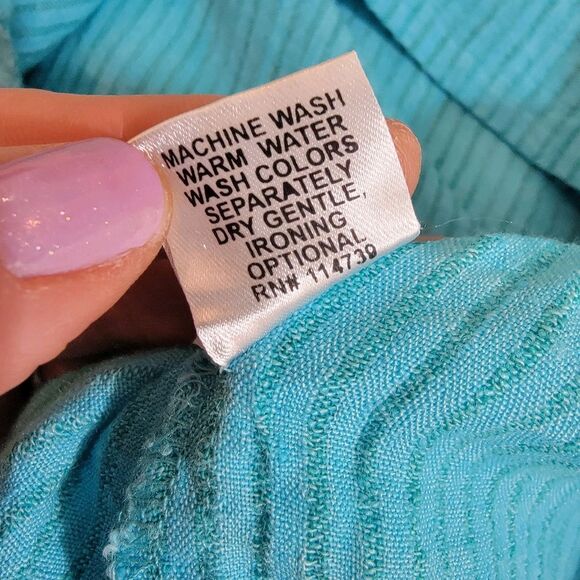 MACHINE WASH
WARM WATER
WASH COLORS
SEPARATELY
DRY GENTLE,
IRONING
OPTIONAL
RN# 114739